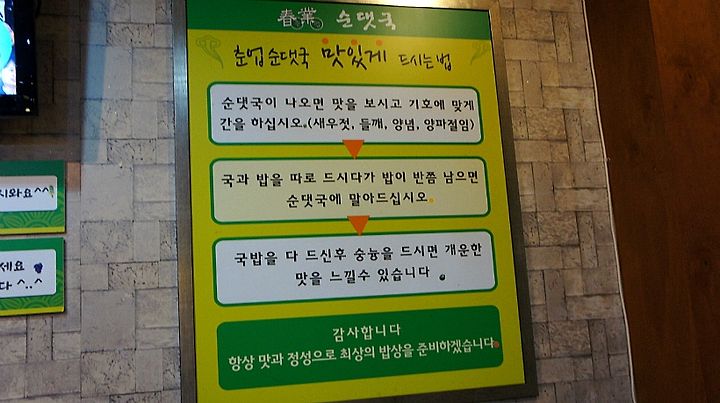 春業 순댓국
춘업순댓국 맛있게 드시는법
순댓국이 나오면 맛을 보시고 기호에 맞게
간을 하십시오.(새우젓, 들깨, 양념, 양파절임)
국과 밥을 따로 드시다가 밥이 반쯤 남으면
순댓국에 말아드십시오.
국밥을 다 드신후 숭늉을 드시면 개운한
맛을 느낄수 있습니다.
감사합니다
항상 맛과 정성으로 최상의 밥상을 준비하겠습니다.
시와요^^
세요
다 ^..^